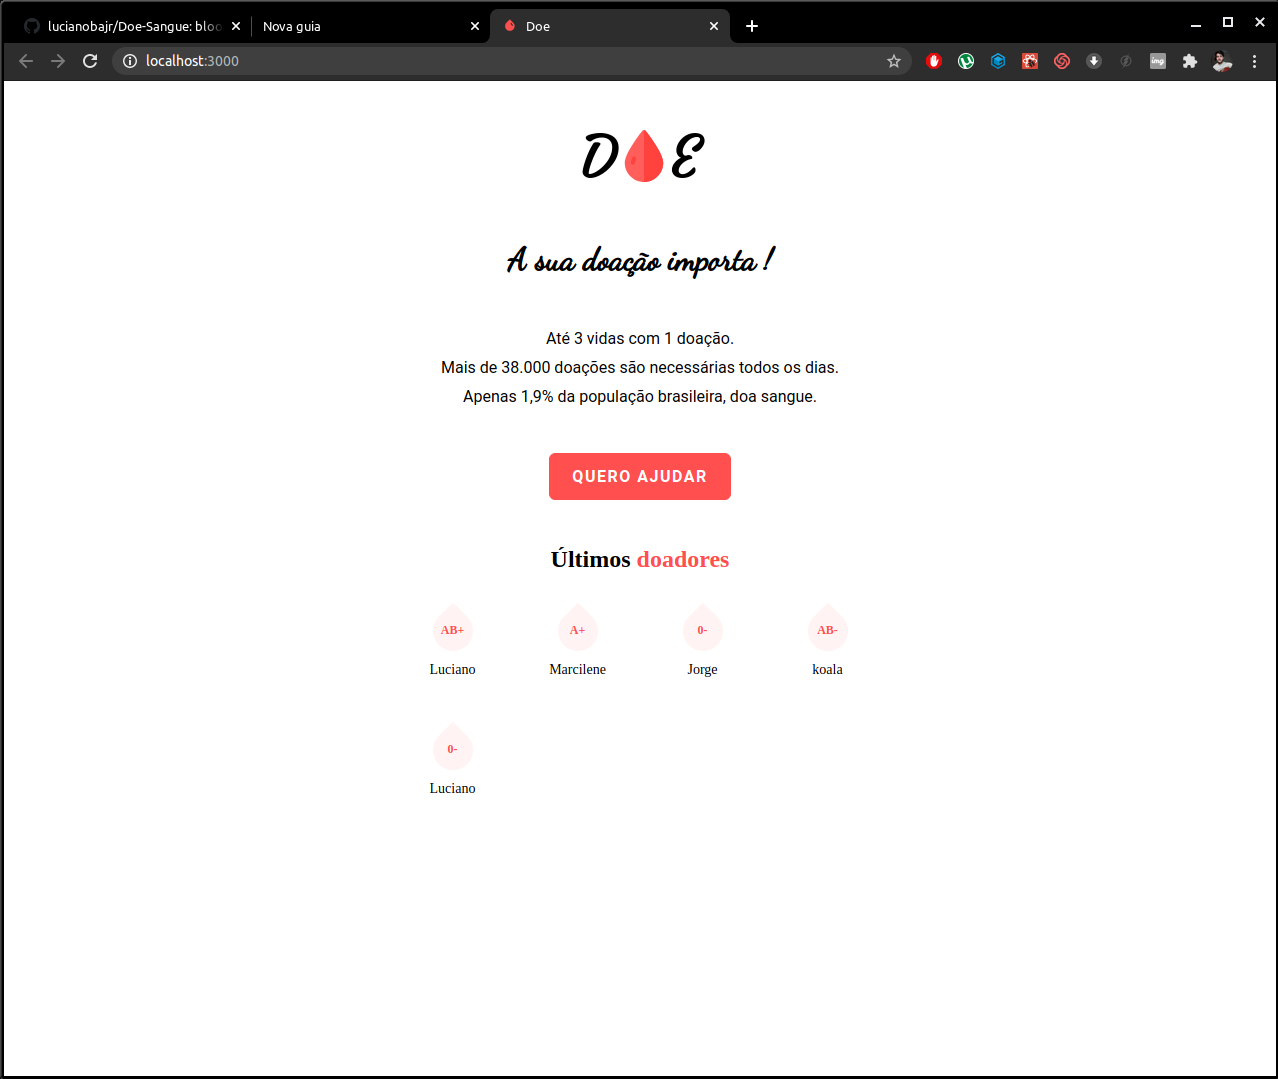 lucianobajr/Doe-Sangue: bloo
Nova guia
Doe
localhost:3000
img
D E
A sua doação importa !
Até 3 vidas com 1 doação.
Mais de 38.000 doações são necessárias todos os dias.
Apenas 1,9% da população brasileira, doa sangue.
QUERO AJUDAR
Últimos doadores
AB+ A+ 0- AB-
Luciano Marcilene Jorge koala
0-
Luciano